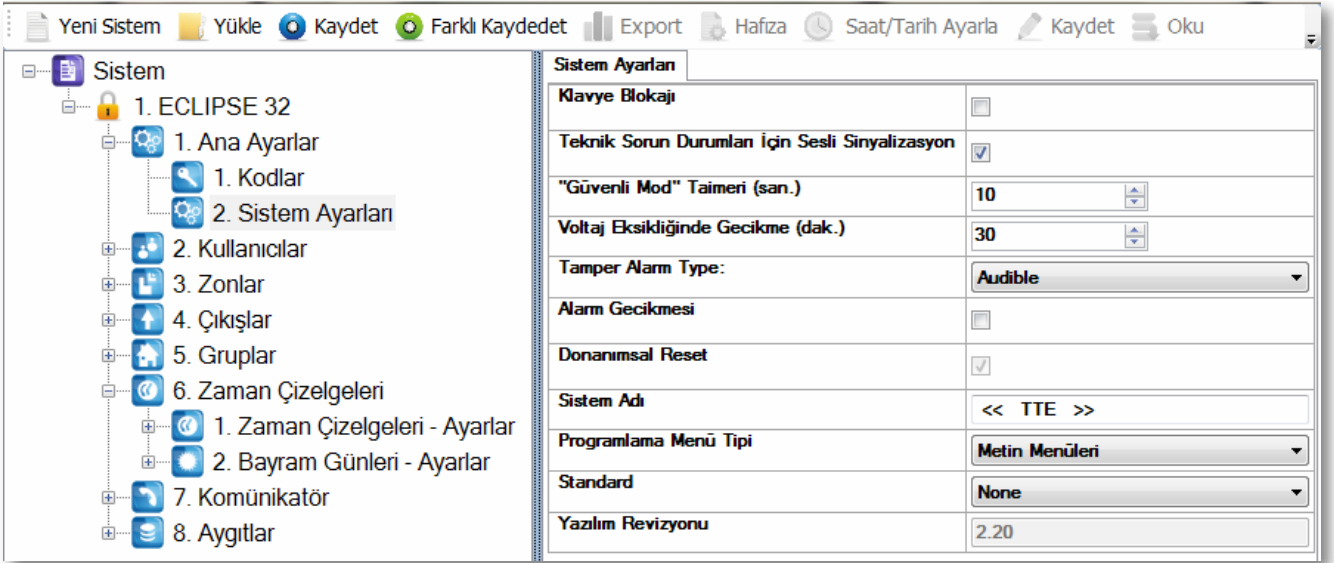 Yeni Sistem Yükle Kaydet Farklı Kaydedet Export Hafıza Saat/Tarih Ayarla Kaydet Oku
Sistem
1. ECLIPSE 32
1. Ana Ayarlar
1. Kodlar
2. Sistem Ayarları
2. Kullanıcılar
3. Zonlar
4. Çıkışlar
5. Gruplar
6. Zaman Çizelgeleri
1. Zaman Çizelgeleri - Ayarlar
2. Bayram Günleri - Ayarlar
7. Komünikatör
8. Aygıtlar
Sistem Ayarları
Klavye Blokajı
Teknik Sorun Durumları İçin Sesli Sinyalizasyon
"Güvenli Mod" Taimeri (san.) 10
Voltaj Eksikliğinde Gecikme (dak.) 30
Tamper Alarm Type: Audible
Alarm Gecikmesi
Donanımsal Reset
Sistem Adı << TTE >>
Programlama Menü Tipi Metin Menüleri
Standard None
Yazılım Revizyonu 2.20